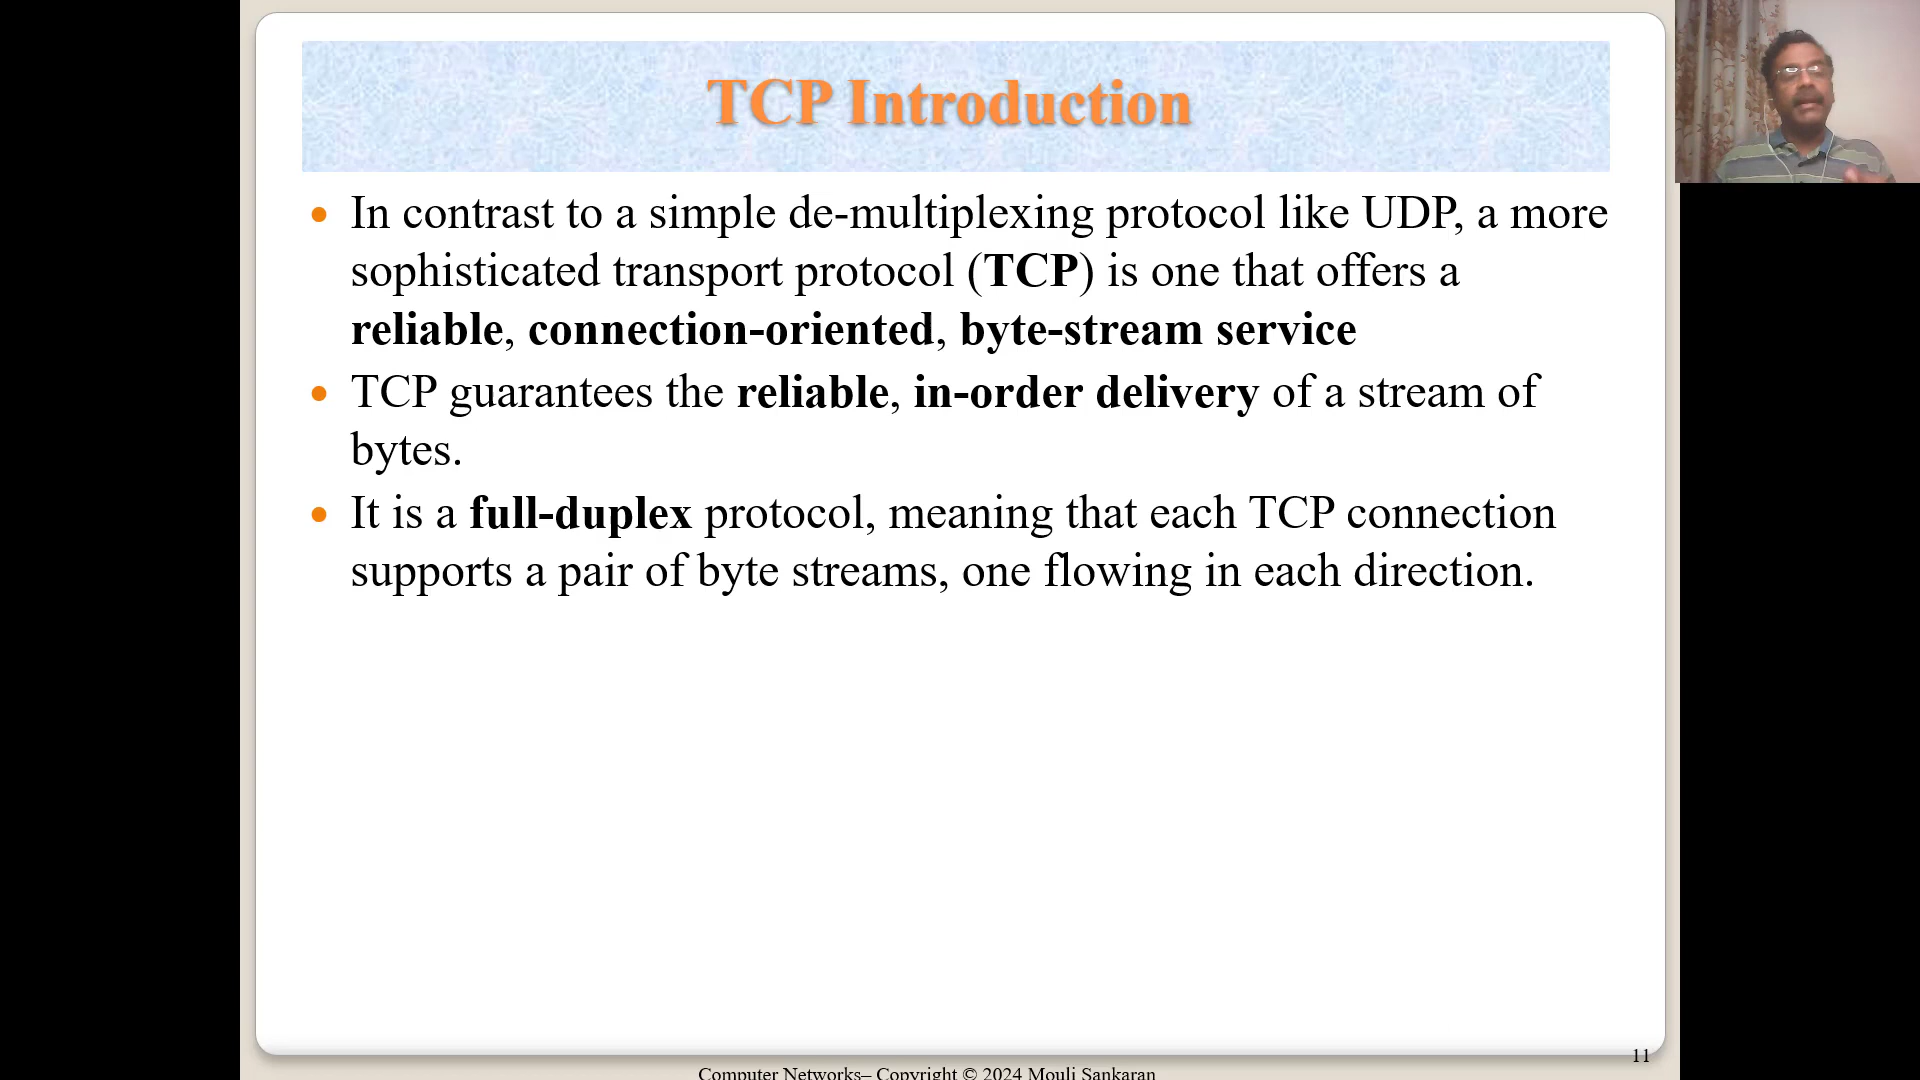 TCP Introduction
• In contrast to a simple de-multiplexing protocol like UDP, a more
sophisticated transport protocol (TCP) is one that offers a
reliable, connection-oriented, byte-stream service
• TCP guarantees the reliable, in-order delivery of a stream of
bytes.
• It is a full-duplex protocol, meaning that each TCP connection
supports a pair of byte streams, one flowing in each direction.
11
Computer Networks– Copyright © 2024 Mouli Sankaran